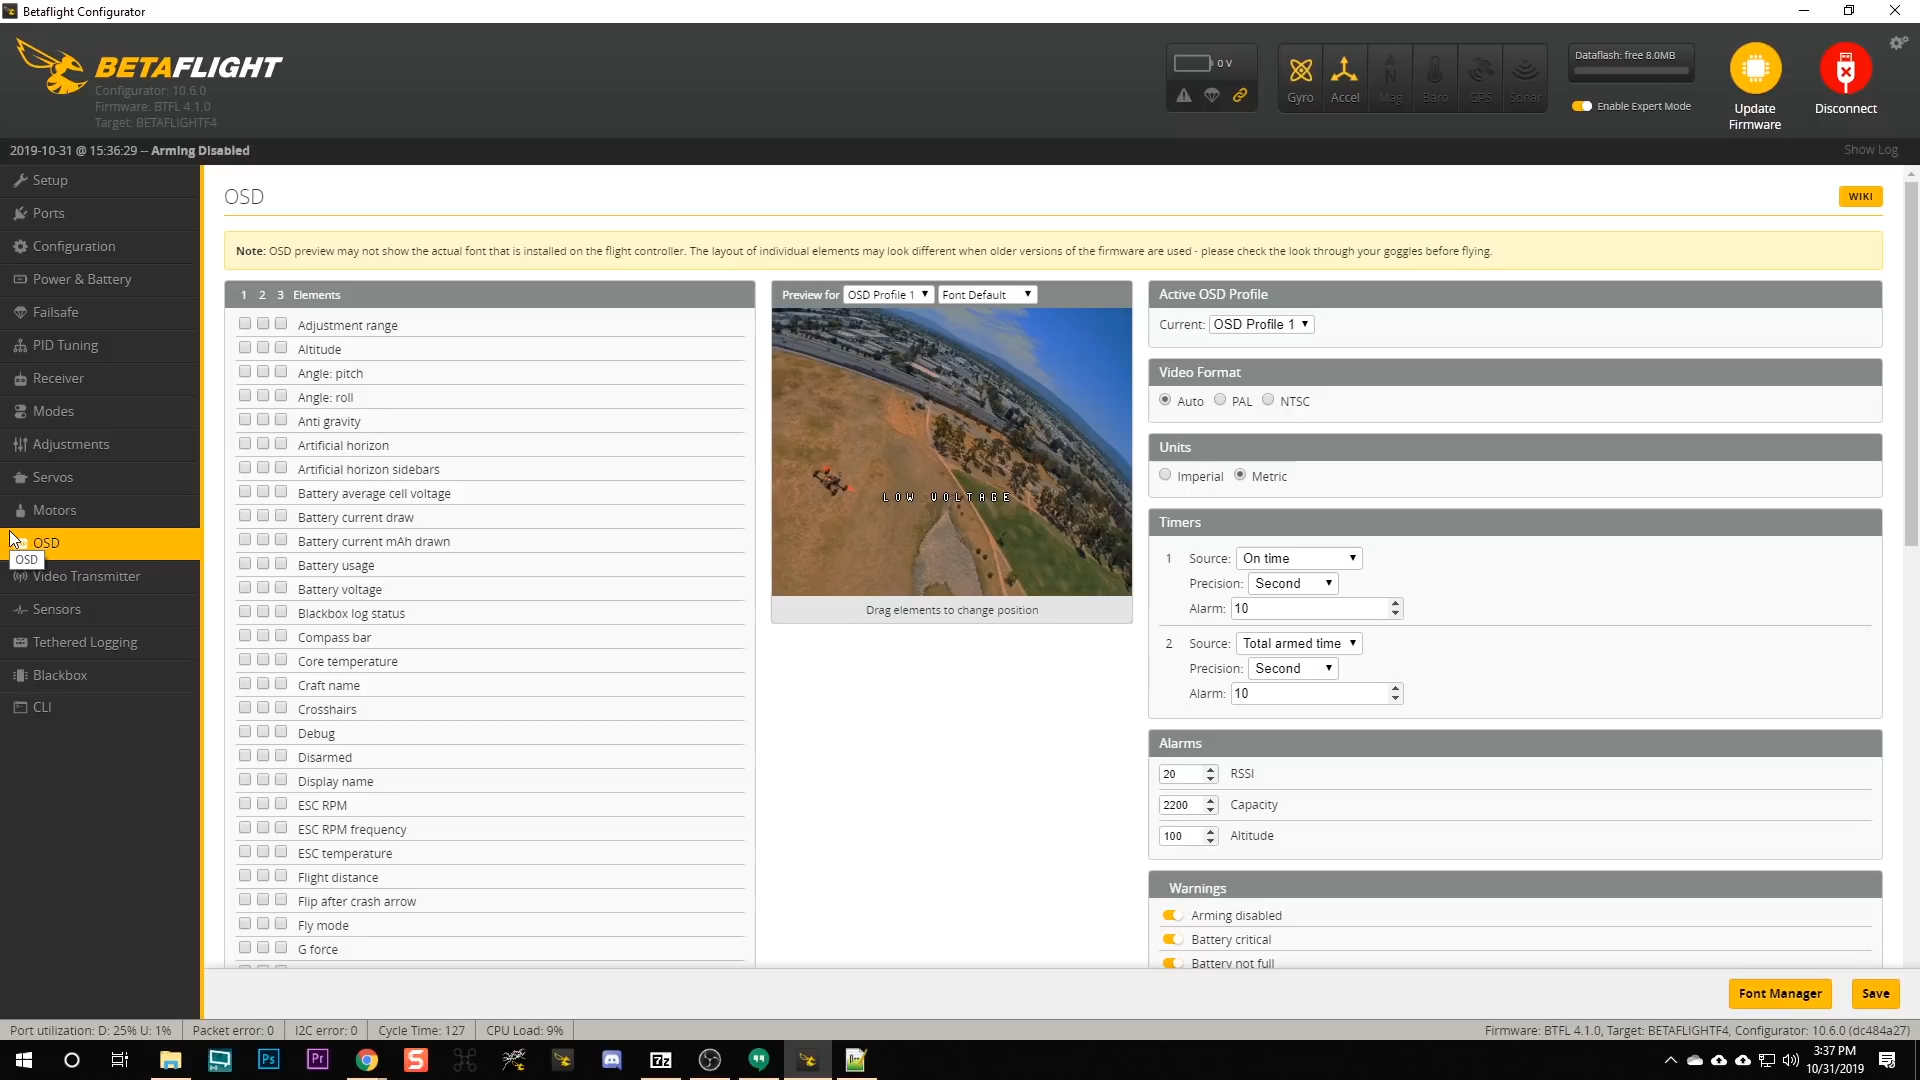 Betaflight Configurator
BETAFLIGHT
Configurator: 10.6.0
Firmware: BTFL 4.1.0
Target: BETAFLIGHTF4
0 V
Gyro
Accel
Mag
Baro
GPS
Sonar
Dataflash: free 8.0MB
Enable Expert Mode
Update
Firmware
Disconnect
2019-10-31 @ 15:36:29 -- Arming Disabled
Show Log
Setup
Ports
Configuration
Power & Battery
Failsafe
PID Tuning
Receiver
Modes
Adjustments
Servos
Motors
OSD
OSD
Video Transmitter
Sensors
Tethered Logging
Blackbox
CLI
OSD
WIKI
Note: OSD preview may not show the actual font that is installed on the flight controller. The layout of individual elements may look different when older versions of the firmware are used - please check the look through your goggles before flying.
1 2 3 Elements
Adjustment range
Altitude
Angle: pitch
Angle: roll
Anti gravity
Artificial horizon
Artificial horizon sidebars
Battery average cell voltage
Battery current draw
Battery current mAh drawn
Battery usage
Battery voltage
Blackbox log status
Compass bar
Core temperature
Craft name
Crosshairs
Debug
Disarmed
Display name
ESC RPM
ESC RPM frequency
ESC temperature
Flight distance
Flip after crash arrow
Fly mode
G force
Preview for OSD Profile 1 Font Default
LOW VOLTAGE
Drag elements to change position
Active OSD Profile
Current: OSD Profile 1
Video Format
Auto PAL NTSC
Units
Imperial Metric
Timers
1 Source: On time
Precision: Second
Alarm: 10
2 Source: Total armed time
Precision: Second
Alarm: 10
Alarms
20 RSSI
2200 Capacity
100 Altitude
Warnings
Arming disabled
Battery critical
Battery not full
Font Manager
Save
Port utilization: D: 25% U: 1%
Packet error: 0
I2C error: 0
Cycle Time: 127
CPU Load: 9%
Firmware: BTFL 4.1.0, Target: BETAFLIGHTF4, Configurator: 10.6.0 (dc484a27)
Ps
Pr
S
7z
3:37 PM
10/31/2019